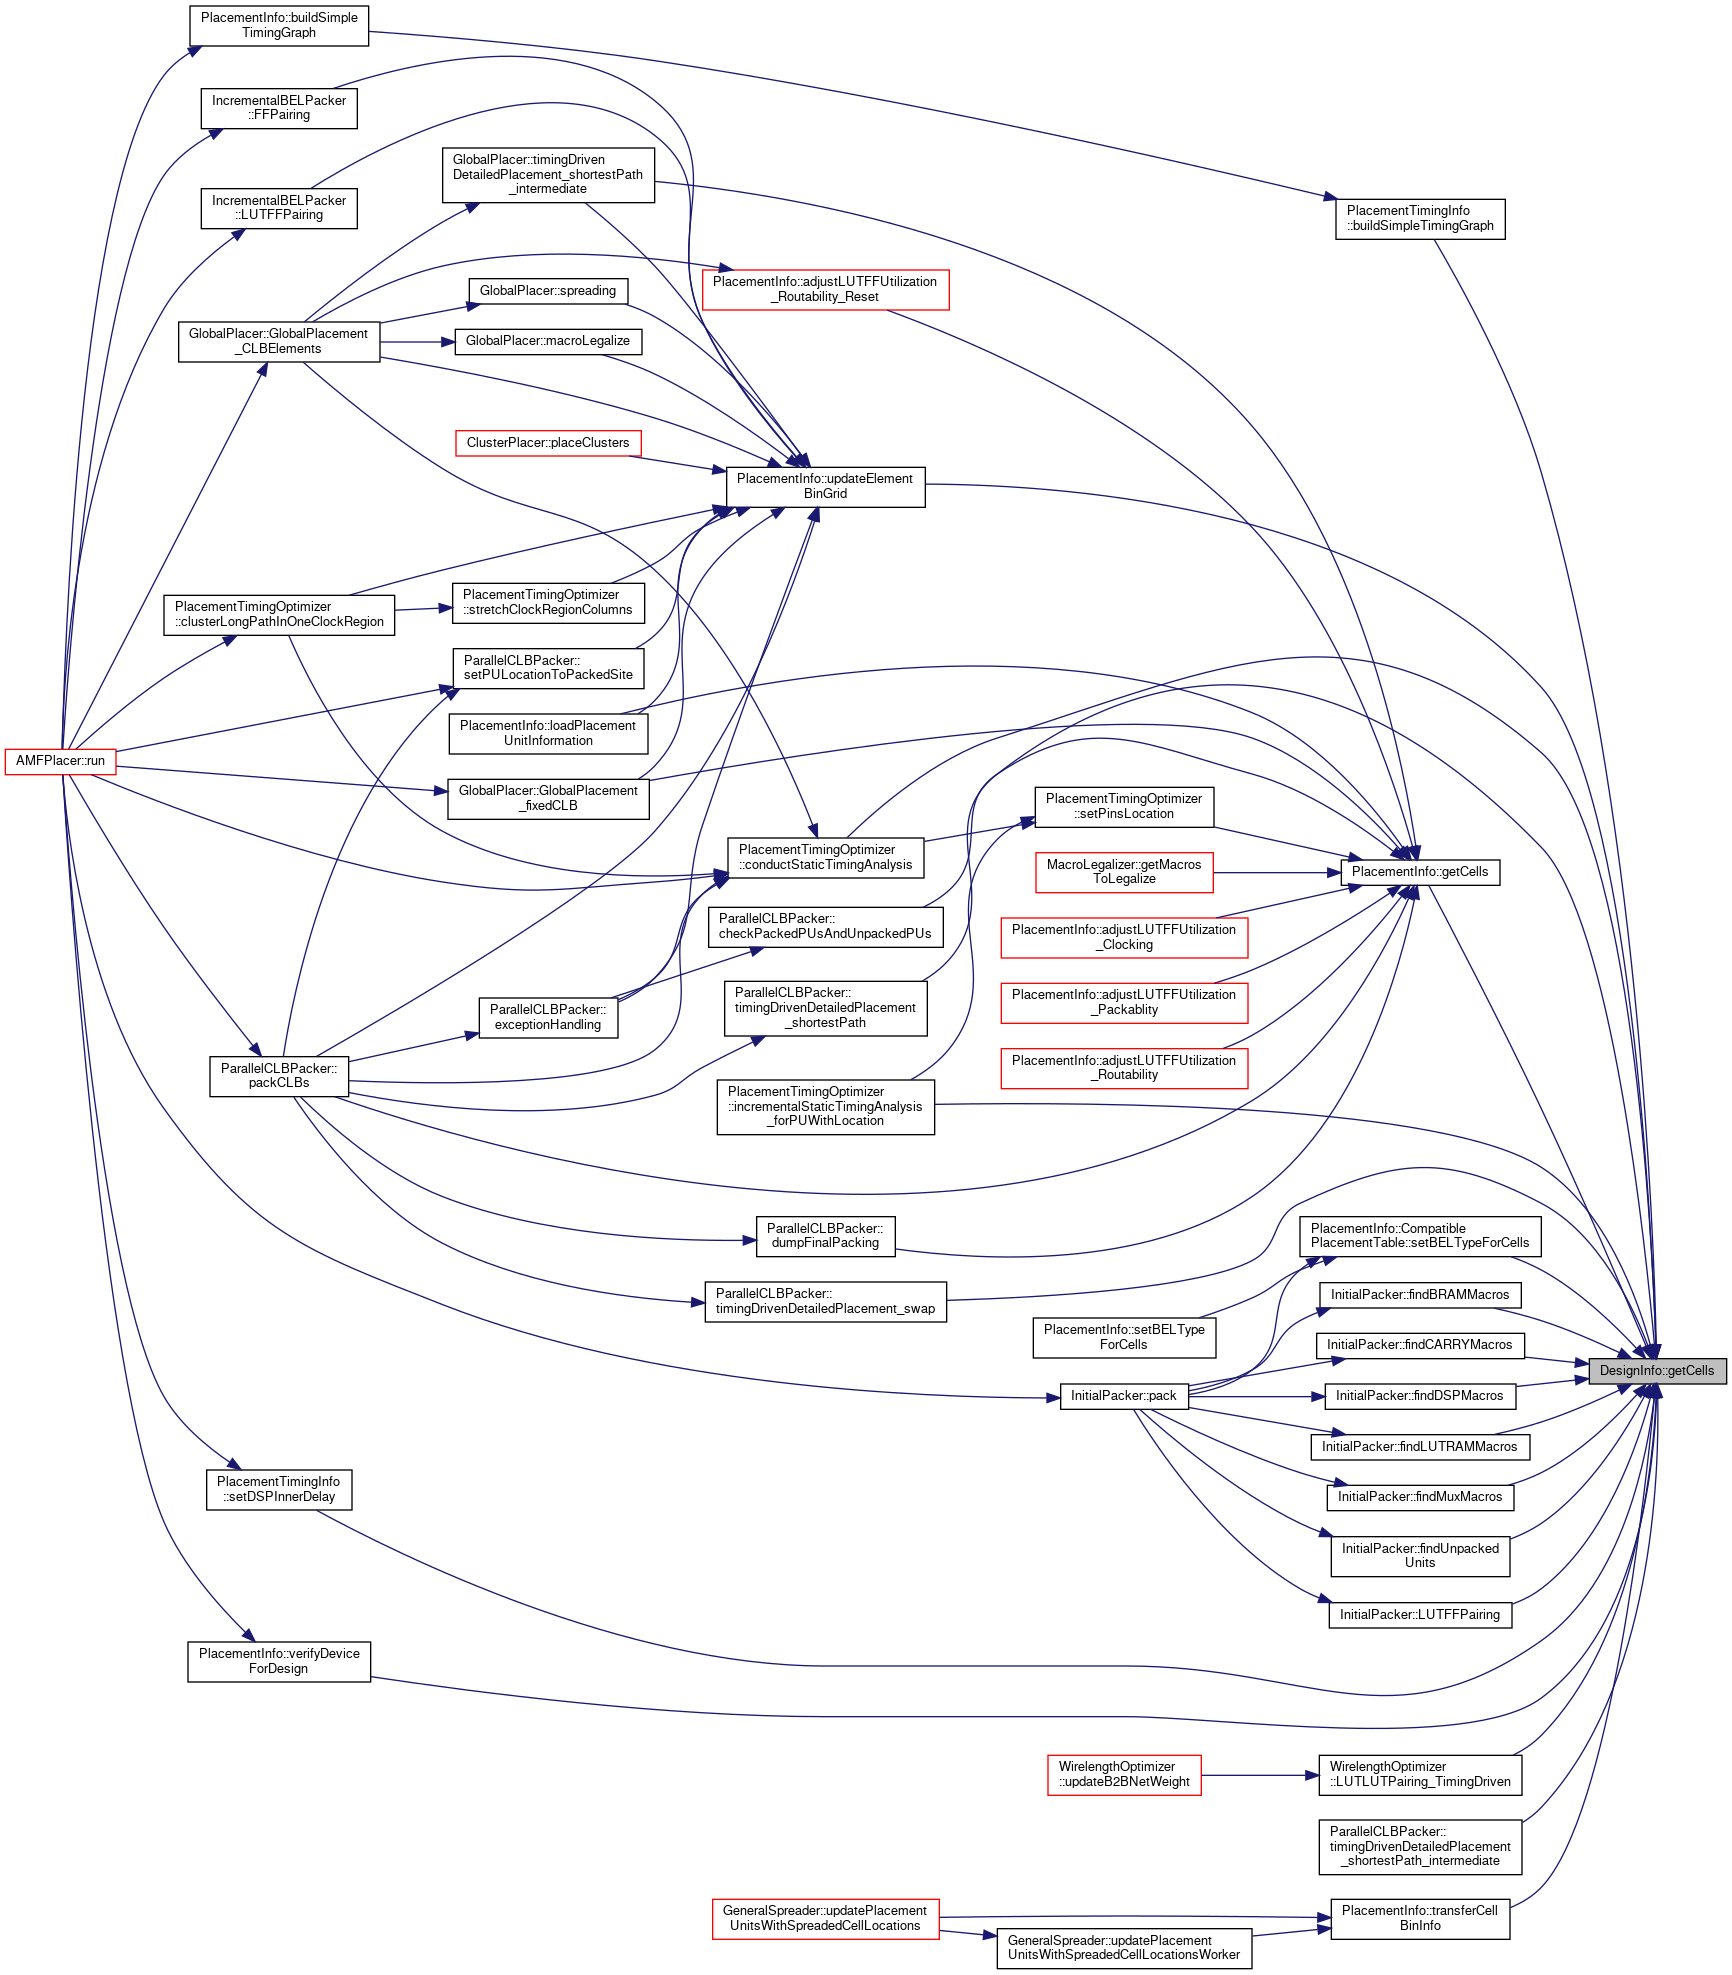 PlacementInfo::buildSimple
TimingGraph
IncrementalBELPacker
::FFPairing
IncrementalBELPacker
::LUTFFPairing
GlobalPlacer::timingDriven
DetailedPlacement_shortestPath
_intermediate
PlacementTimingInfo
::buildSimpleTimingGraph
PlacementInfo::adjustLUTFFUtilization
_Routability_Reset
GlobalPlacer::spreading
GlobalPlacer::GlobalPlacement
_CLBElements
GlobalPlacer::macroLegalize
ClusterPlacer::placeClusters
PlacementInfo::updateElement
BinGrid
PlacementTimingOptimizer
::clusterLongPathInOneClockRegion
PlacementTimingOptimizer
::stretchClockRegionColumns
ParallelCLBPacker::
setPULocationToPackedSite
PlacementInfo::loadPlacement
UnitInformation
AMFPlacer::run
GlobalPlacer::GlobalPlacement
_fixedCLB
PlacementTimingOptimizer
::setPinsLocation
PlacementTimingOptimizer
::conductStaticTimingAnalysis
MacroLegalizer::getMacros
ToLegalize
PlacementInfo::getCells
ParallelCLBPacker::
checkPackedPUsAndUnpackedPUs
PlacementInfo::adjustLUTFFUtilization
_Clocking
ParallelCLBPacker::
exceptionHandling
ParallelCLBPacker::
timingDrivenDetailedPlacement
_shortestPath
PlacementInfo::adjustLUTFFUtilization
_Packablity
ParallelCLBPacker::
packCLBs
PlacementInfo::adjustLUTFFUtilization
_Routability
PlacementTimingOptimizer
::incrementalStaticTimingAnalysis
_forPUWithLocation
ParallelCLBPacker::
dumpFinalPacking
PlacementInfo::Compatible
PlacementTable::setBELTypeForCells
ParallelCLBPacker::
timingDrivenDetailedPlacement_swap
InitialPacker::findBRAMMacros
PlacementInfo::setBELType
ForCells
InitialPacker::findCARRYMacros
DesignInfo::getCells
InitialPacker::pack
InitialPacker::findDSPMacros
InitialPacker::findLUTRAMMacros
PlacementTimingInfo
::setDSPInnerDelay
InitialPacker::findMuxMacros
InitialPacker::findUnpacked
Units
InitialPacker::LUTFFPairing
PlacementInfo::verifyDevice
ForDesign
WirelengthOptimizer
::updateB2BNetWeight
WirelengthOptimizer
::LUTLUTPairing_TimingDriven
ParallelCLBPacker::
timingDrivenDetailedPlacement
_shortestPath_intermediate
GeneralSpreader::updatePlacement
UnitsWithSpreadedCellLocations
PlacementInfo::transferCell
BinInfo
GeneralSpreader::updatePlacement
UnitsWithSpreadedCellLocationsWorker